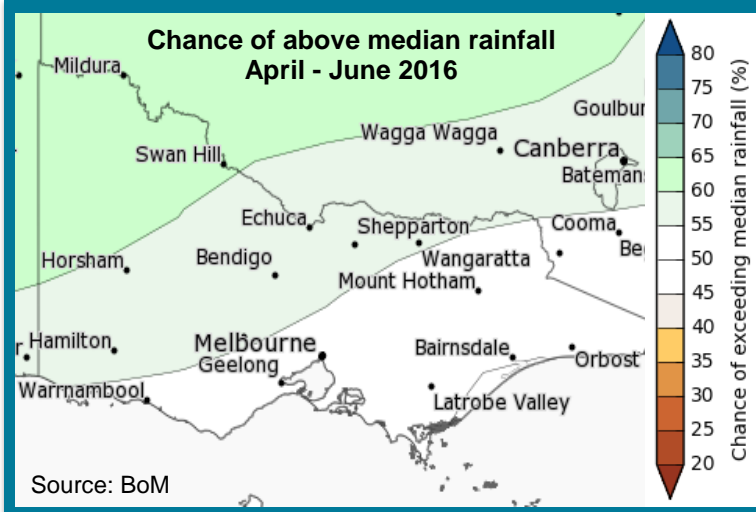 Chance of above median rainfall
April - June 2016
Mildura
Goulbur
Wagga Wagga
Canberra
Swan Hill
Bateman
Echuca
Shepparton
Cooma
Be
Horsham
Bendigo
Wangaratta
Mount Hotham
Hamilton
Melbourne
Bairnsdale
Orbost
Geelong
Warrnambool
Latrobe Valley
Source: BoM
80
75
70
65
60
55
50
45
40
35
30
25
20
Chance of exceeding median rainfall (%)